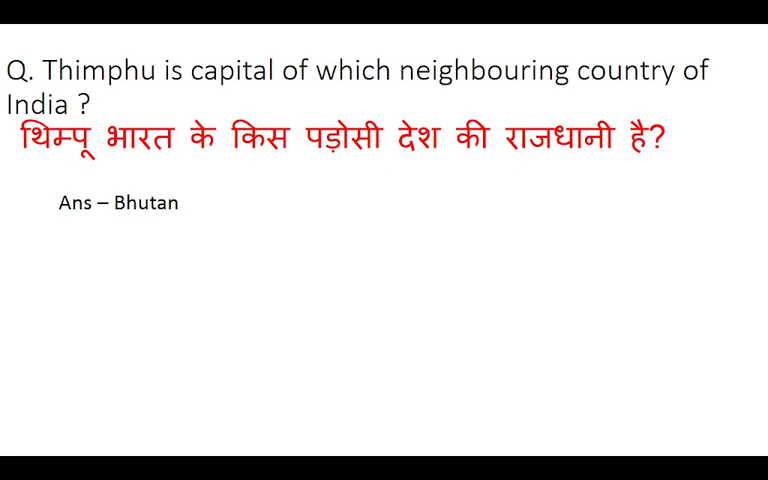 Q. Thimphu is capital of which neighbouring country of
India ?
थिम्पू भारत के किस पड़ोसी देश की राजधानी है?
Ans – Bhutan